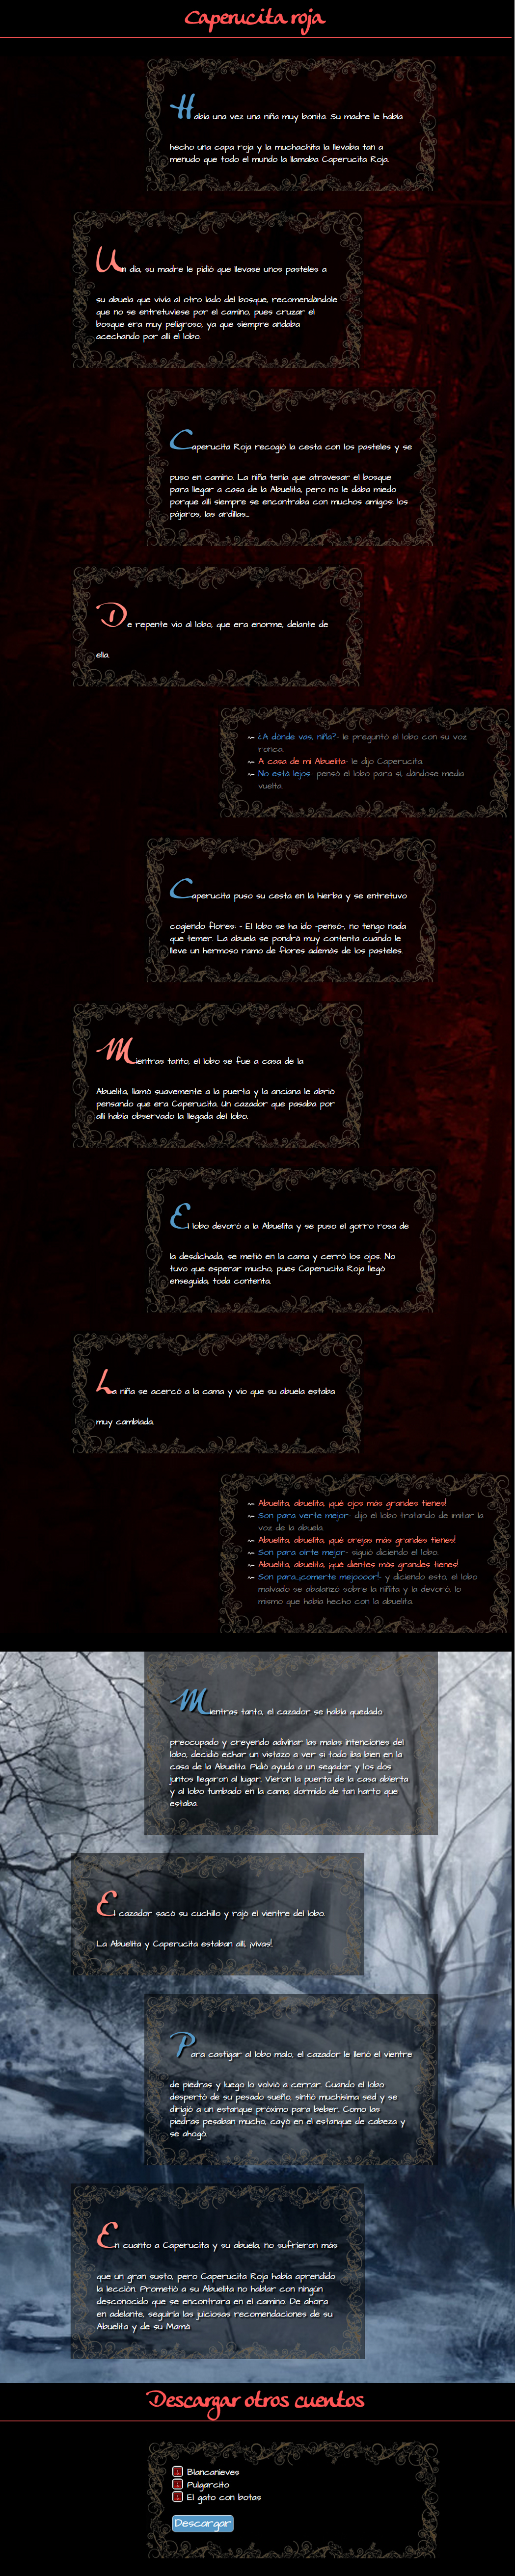 Caperucita roja
Había una vez una niña muy bonita. Su madre le había
hecho una capa roja y la muchachita la llevaba tan a
menudo que todo el mundo la llamaba Caperucita Roja.
Un día, su madre le pidió que llevase unos pasteles a
su abuela que vivía al otro lado del bosque, recomendándole
que no se entretuviese por el camino, pues cruzar el
bosque era muy peligroso, ya que siempre andaba
acechando por allí el lobo.
Caperucita Roja recogió la cesta con los pasteles y se
puso en camino. La niña tenía que atravesar el bosque
para llegar a casa de la Abuelita, pero no le daba miedo
porque allí siempre se encontraba con muchos amigos: los
pájaros, las ardillas...
De repente vio al lobo, que era enorme, delante de
ella.
¿A dónde vas, niña?- le preguntó el lobo con su voz
ronca.
A casa de mi Abuelita- le dijo Caperucita.
No está lejos- pensó el lobo para sí, dándose media
vuelta.
Caperucita puso su cesta en la hierba y se entretuvo
cogiendo flores: - El lobo se ha ido -pensó-, no tengo nada
que temer. La abuela se pondrá muy contenta cuando le
lleve un hermoso ramo de flores además de los pasteles.
Mientras tanto, el lobo se fue a casa de la
Abuelita, llamó suavemente a la puerta y la anciana le abrió
pensando que era Caperucita. Un cazador que pasaba por
allí había observado la llegada del lobo.
El lobo devoró a la Abuelita y se puso el gorro rosa de
la desdichada, se metió en la cama y cerró los ojos. No
tuvo que esperar mucho, pues Caperucita Roja llegó
enseguida, toda contenta.
La niña se acercó a la cama y vio que su abuela estaba
muy cambiada.
Abuelita, abuelita, ¡qué ojos más grandes tienes!
Son para verte mejor- dijo el lobo tratando de imitar la
voz de la abuela.
Abuelita, abuelita, ¡qué orejas más grandes tienes!
Son para oírte mejor- siguió diciendo el lobo.
Abuelita, abuelita, ¡qué dientes más grandes tienes!
Son para...¡comerte mejoooor!- y diciendo esto, el lobo
malvado se abalanzó sobre la niñita y la devoró, lo
mismo que había hecho con la abuelita.
Mientras tanto, el cazador se había quedado
preocupado y creyendo adivinar las malas intenciones del
lobo, decidió echar un vistazo a ver si todo iba bien en la
casa de la Abuelita. Pidió ayuda a un segador y los dos
juntos llegaron al lugar. Vieron la puerta de la casa abierta
y al lobo tumbado en la cama, dormido de tan harto que
estaba.
El cazador sacó su cuchillo y rajó el vientre del lobo.
La Abuelita y Caperucita estaban allí, ¡vivas!.
Para castigar al lobo malo, el cazador le llenó el vientre
de piedras y luego lo volvió a cerrar. Cuando el lobo
despertó de su pesado sueño, sintió muchísima sed y se
dirigió a un estanque próximo para beber. Como las
piedras pesaban mucho, cayó en el estanque de cabeza y
se ahogó.
En cuanto a Caperucita y su abuela, no sufrieron más
que un gran susto, pero Caperucita Roja había aprendido
la lección. Prometió a su Abuelita no hablar con ningún
desconocido que se encontrara en el camino. De ahora
en adelante, seguiría las juiciosas recomendaciones de su
Abuelita y de su Mamá
Descargar otros cuentos
Blancanieves
Pulgarcito
El gato con botas
Descargar